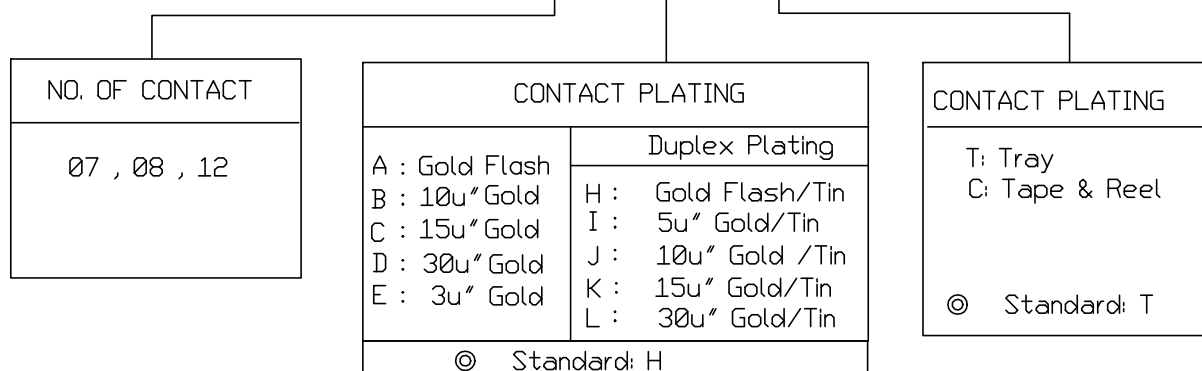 NO. OF CONTACT
07 , 08 , 12
CONTACT PLATING
A : Gold Flash
B : 10u" Gold
C : 15u" Gold
D : 30u" Gold
E : 3u" Gold
Duplex Plating
H : Gold Flash/Tin
I : 5u" Gold/Tin
J : 10u" Gold /Tin
K : 15u" Gold/Tin
L : 30u" Gold/Tin
◎ Standard: H
CONTACT PLATING
T: Tray
C: Tape & Reel
◎ Standard: T